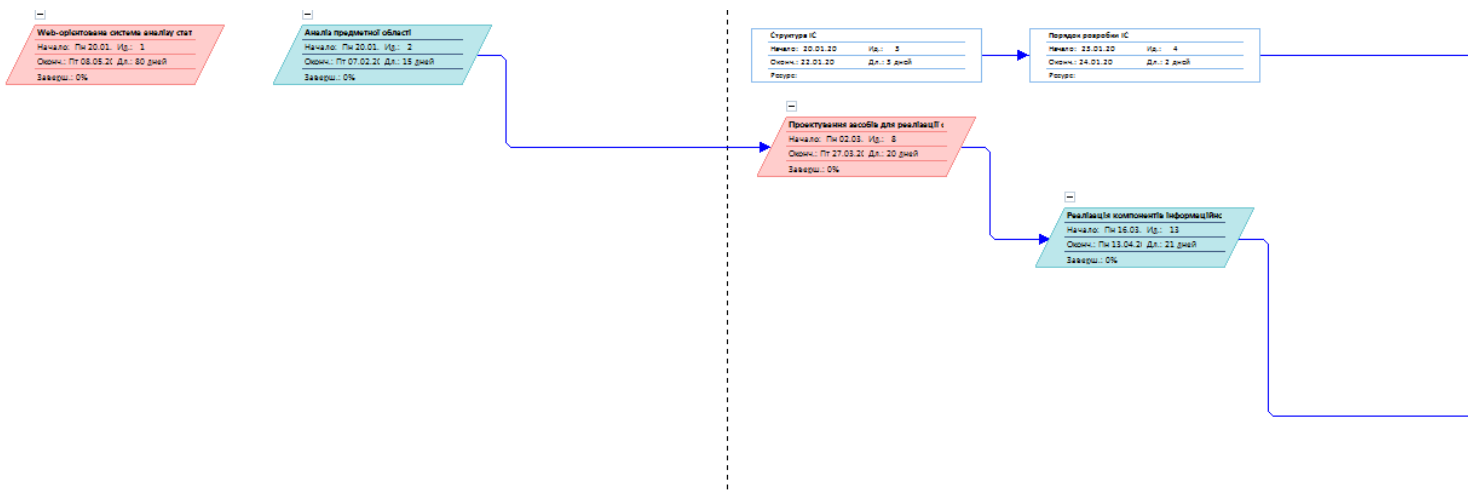 Web-орієнтована система аналізу стат
Начало: Пн 20.01. Ид.: 1
Оконч.: Пт 08.05.2( Дл.: 80 дней
Заверш.: 0%
Аналіз предметної області
Начало: Пн 20.01. Ид.: 2
Оконч.: Пт 07.02.2( Дл.: 15 дней
Заверш.: 0%
Структура ІС
Начало: 20.01.20 Ид.: 3
Оконч.: 22.01.20 Дл.: 3 дней
Ресурс:
Порядок розробки ІС
Начало: 23.01.20 Ид.: 4
Оконч.: 24.01.20 Дл.: 2 дней
Ресурс:
Проектування засобів для реалізації с
Начало: Пн 02.03. Ид.: 8
Оконч.: Пт 27.03.2( Дл.: 20 дней
Заверш.: 0%
Реалізація компонентів інформаційнс
Начало: Пн 16.03. Ид.: 13
Оконч.: Пн 13.04.2( Дл.: 21 дней
Заверш.: 0%